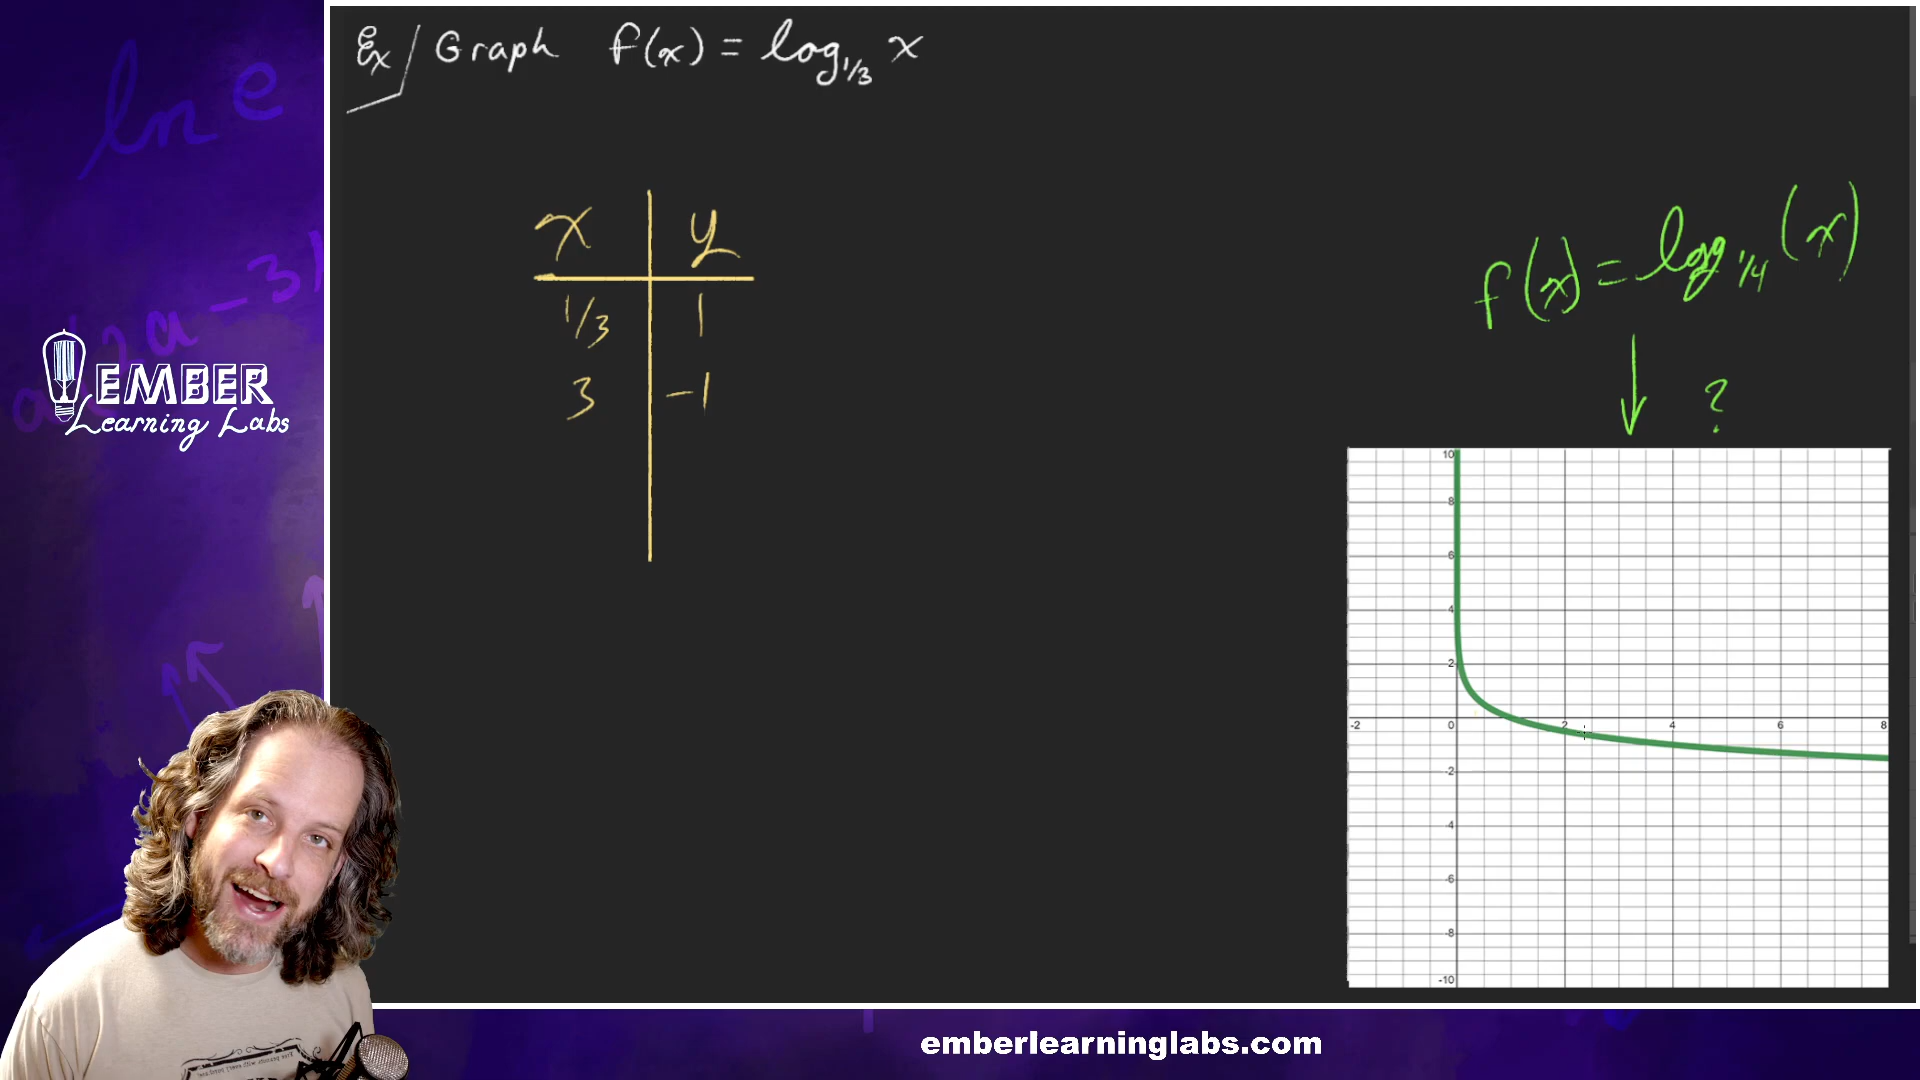 Ex/ Graph f(x) = log₁/₃ x
ln e
x y
1/3 1
3 -1
f(x) = log₁/₄ (x)
?
EMBER
Learning Labs
10
8
6
4
2
-2 0 2 4 6 8
-2
-4
-6
-8
-10
emberlearninglabs.com